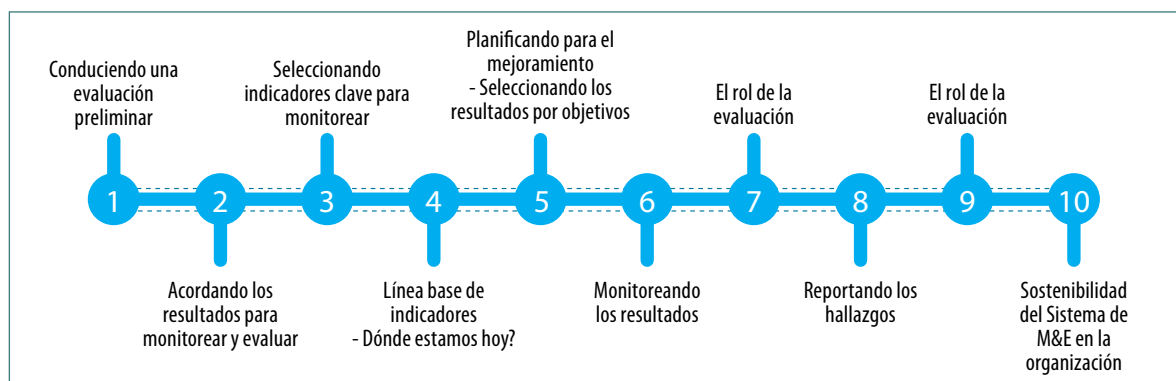 Conduciendo una
evaluación
preliminar
Seleccionando
indicadores clave para
monitorear
Planificando para el
mejoramiento
- Seleccionando los
resultados por objetivos
El rol de la
evaluación
El rol de la
evaluación
1
2
3
4
5
6
7
8
9
10
Acordando los
resultados para
monitorear y evaluar
Línea base de
indicadores
- Dónde estamos hoy?
Monitoreando
los resultados
Reportando los
hallazgos
Sostenibilidad
del Sistema de
M&E en la
organización